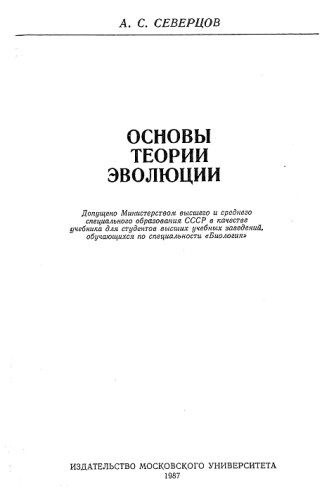 А. С. СЕВЕРЦОВ
ОСНОВЫ
ТЕОРИИ
ЭВОЛЮЦИИ
Допущено Министерством высшего и среднего
специального образования СССР в качестве
учебника для студентов высших учебных заведений,
обучающихся по специальности «Биология»
ИЗДАТЕЛЬСТВО МОСКОВСКОГО УНИВЕРСИТЕТА
1987